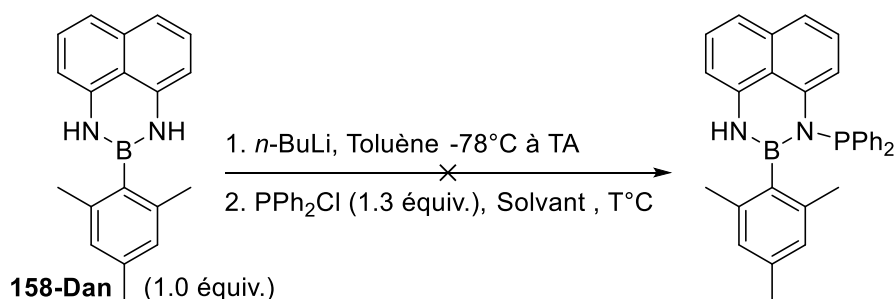 HN
NH
B
1. n-BuLi, Toluène -78°C à TA
2. PPh2Cl (1.3 équiv.), Solvant , T°C
158-Dan (1.0 équiv.)
HN
N
PPh2
B